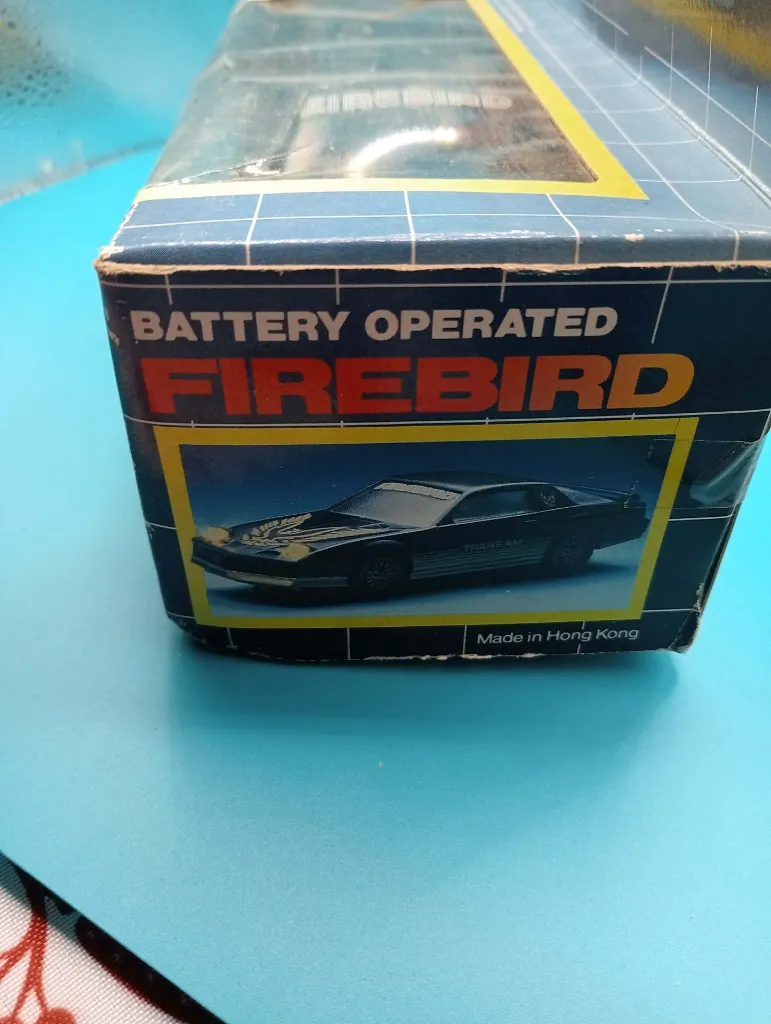 FIREBIRD
BATTERY OPERATED
FIREBIRD
TRANS AM
Made in Hong Kong